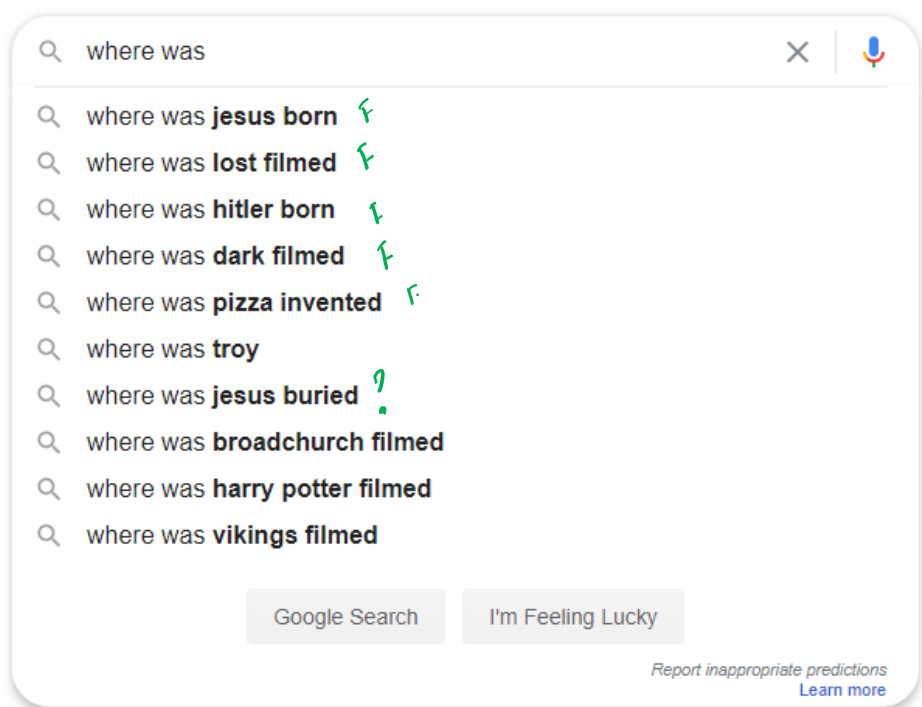 where was
where was jesus born F
where was lost filmed F
where was hitler born F
where was dark filmed F
where was pizza invented F
where was troy
where was jesus buried ?
where was broadchurch filmed
where was harry potter filmed
where was vikings filmed
Google Search I'm Feeling Lucky
Report inappropriate predictions
Learn more